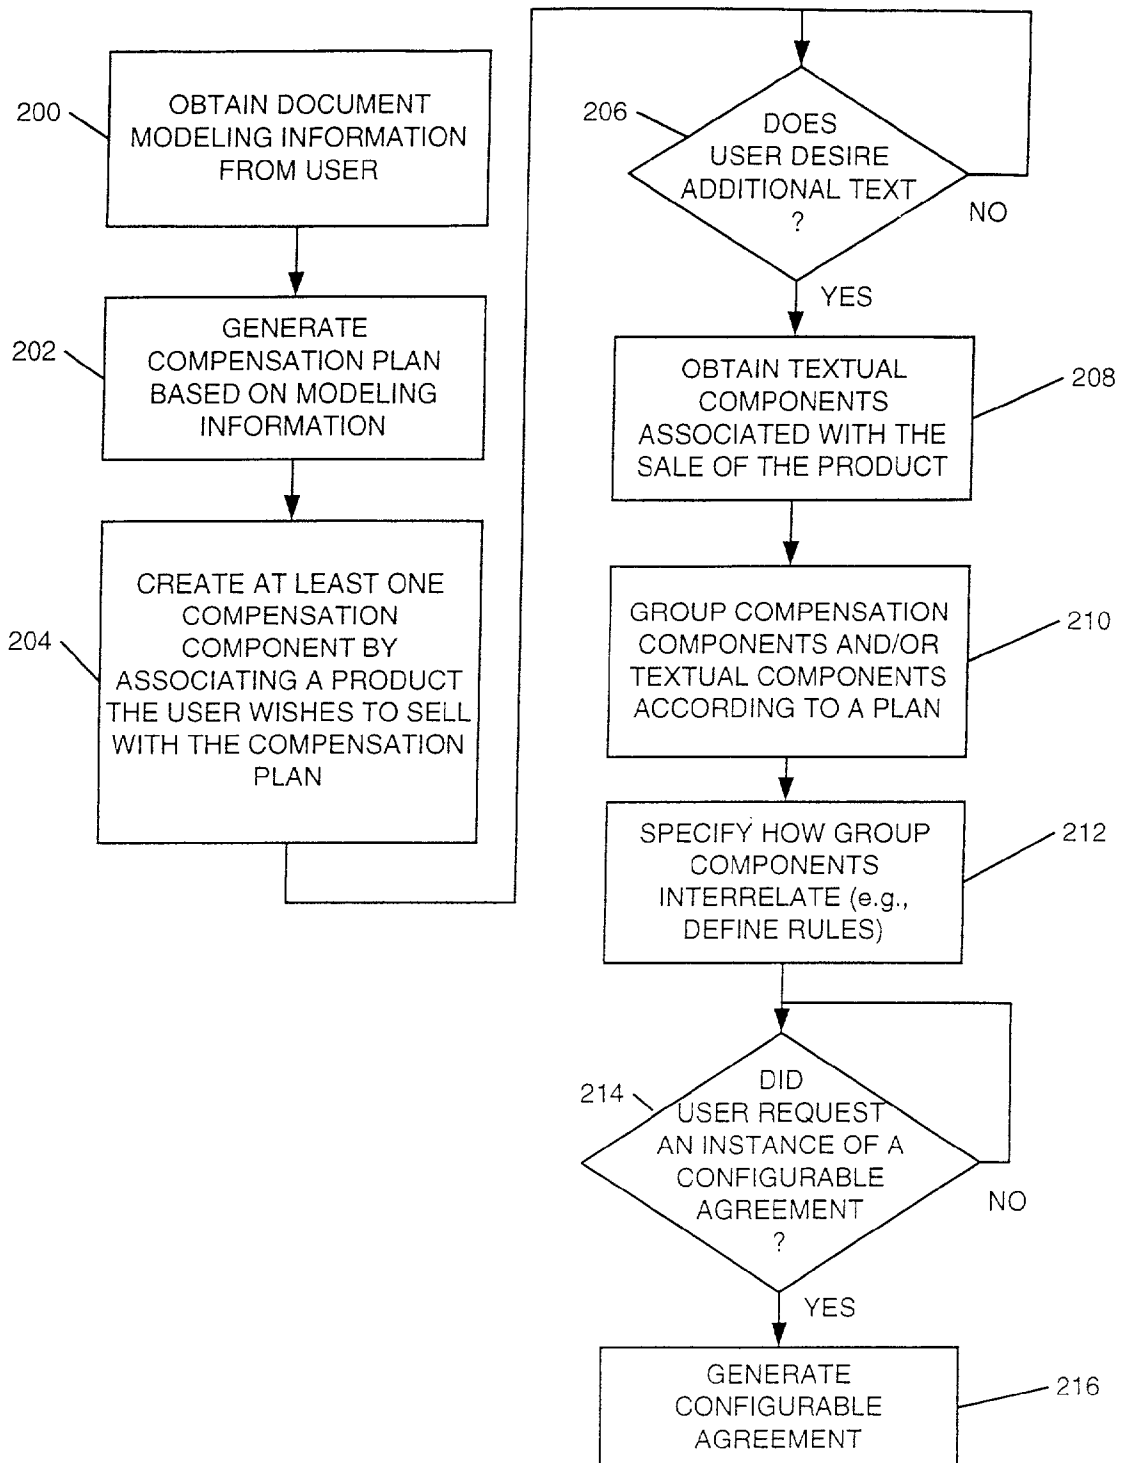 200
OBTAIN DOCUMENT
MODELING INFORMATION
FROM USER
202
GENERATE
COMPENSATION PLAN
BASED ON MODELING
INFORMATION
204
CREATE AT LEAST ONE
COMPENSATION
COMPONENT BY
ASSOCIATING A PRODUCT
THE USER WISHES TO SELL
WITH THE COMPENSATION
PLAN
206
DOES
USER DESIRE
ADDITIONAL TEXT
?
NO
YES
OBTAIN TEXTUAL
COMPONENTS
ASSOCIATED WITH THE
SALE OF THE PRODUCT
208
GROUP COMPENSATION
COMPONENTS AND/OR
TEXTUAL COMPONENTS
ACCORDING TO A PLAN
210
SPECIFY HOW GROUP
COMPONENTS
INTERRELATE (e.g.,
DEFINE RULES)
212
214
DID
USER REQUEST
AN INSTANCE OF A
CONFIGURABLE
AGREEMENT
?
NO
YES
GENERATE
CONFIGURABLE
AGREEMENT
216